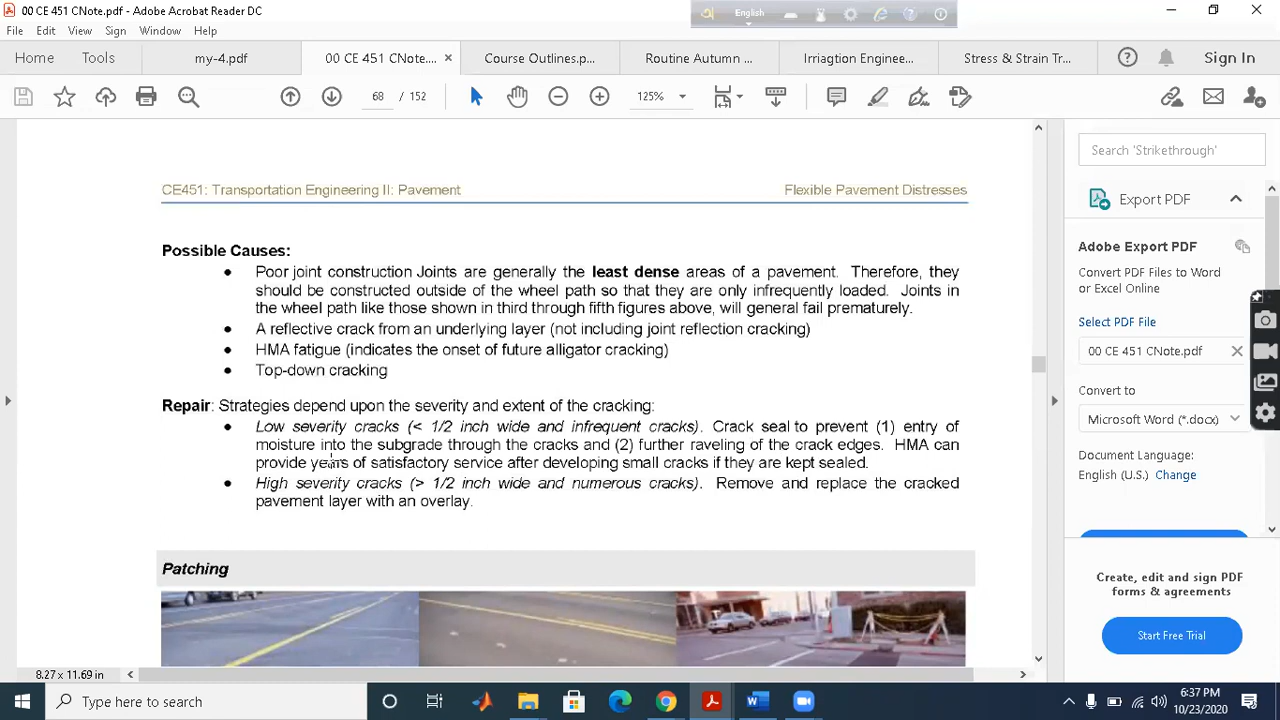 00 CE 451 CNote.pdf - Adobe Acrobat Reader DC
English
File Edit View Sign Window Help
Home Tools my-4.pdf 00 CE 451 CNote.... × Course Outlines.p... Routine Autumn ... Irriagtion Enginee... Stress & Strain Tr... Sign In
68 / 152 125%
Search 'Strikethrough'
CE451: Transportation Engineering II: Pavement Flexible Pavement Distresses
Possible Causes:
• Poor joint construction Joints are generally the least dense areas of a pavement. Therefore, they
should be constructed outside of the wheel path so that they are only infrequently loaded. Joints in
the wheel path like those shown in third through fifth figures above, will general fail prematurely.
• A reflective crack from an underlying layer (not including joint reflection cracking)
• HMA fatigue (indicates the onset of future alligator cracking)
• Top-down cracking
Repair: Strategies depend upon the severity and extent of the cracking:
• Low severity cracks (< 1/2 inch wide and infrequent cracks). Crack seal to prevent (1) entry of
moisture into the subgrade through the cracks and (2) further raveling of the crack edges. HMA can
provide years of satisfactory service after developing small cracks if they are kept sealed.
• High severity cracks (> 1/2 inch wide and numerous cracks). Remove and replace the cracked
pavement layer with an overlay.
Patching
Export PDF
Adobe Export PDF
Convert PDF Files to Word
or Excel Online
Select PDF File
00 CE 451 CNote.pdf
Convert to
Microsoft Word (*.docx)
Document Language:
English (U.S.) Change
Create, edit and sign PDF
forms & agreements
Start Free Trial
8.27 x 11.69 in
Type here to search
6:37 PM
10/23/2020